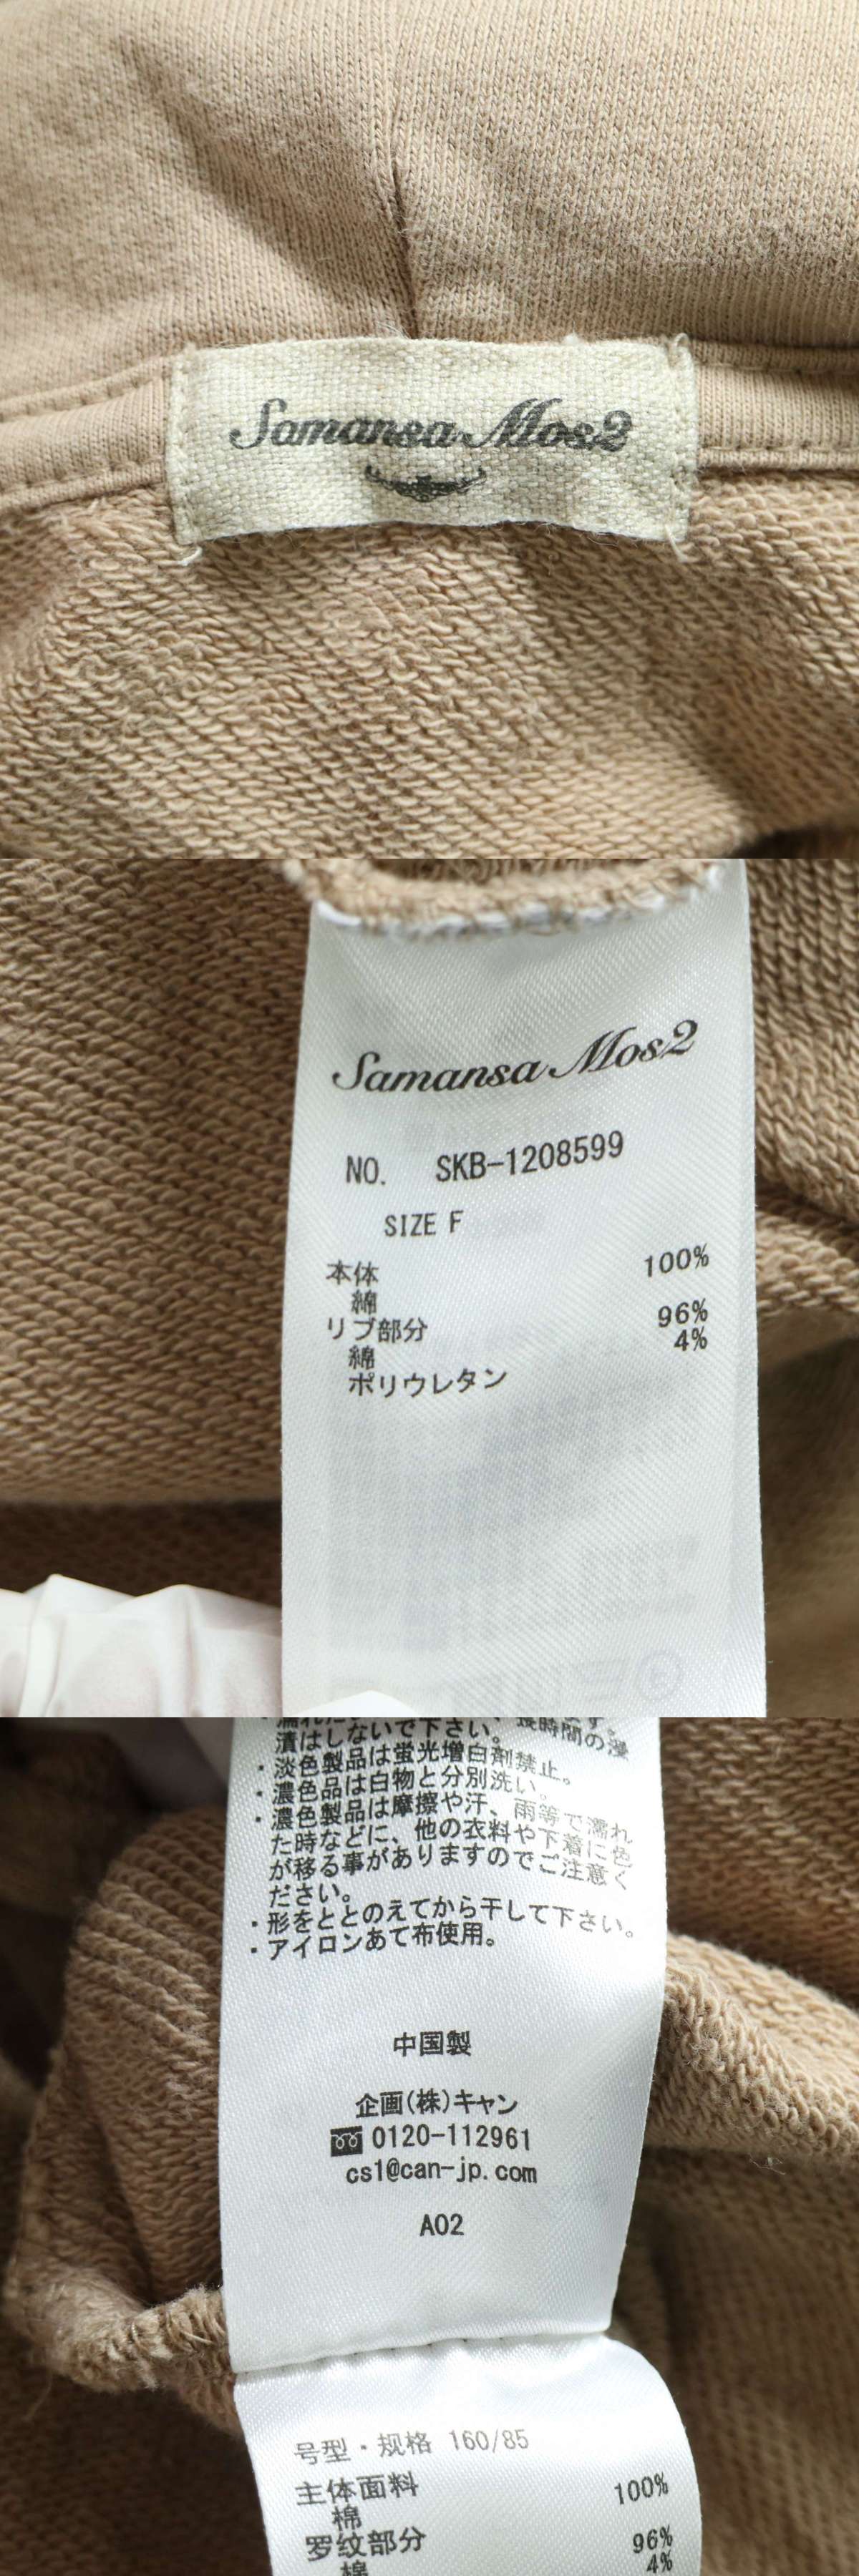 Samansa Mos2
Samansa Mos2
NO. SKB-1208599
SIZE F
本体 100%
綿
リブ部分 96%
綿 4%
ポリウレタン
長時間の浸
漬はしないで下さい。
・淡色製品は蛍光増白剤禁止。
・濃色品は白物と分別洗い。
・濃色製品は摩擦や汗、雨等で濡れ
た時などに、他の衣料や下着に色
が移る事がありますのでご注意く
ださい。
・形をととのえてから干して下さい。
・アイロンあて布使用。
中国製
企画(株)キャン
0120-112961
cs1@can-jp.com
A02
号型・规格 160/85
主体面料 100%
棉
罗纹部分 96%
棉 4%